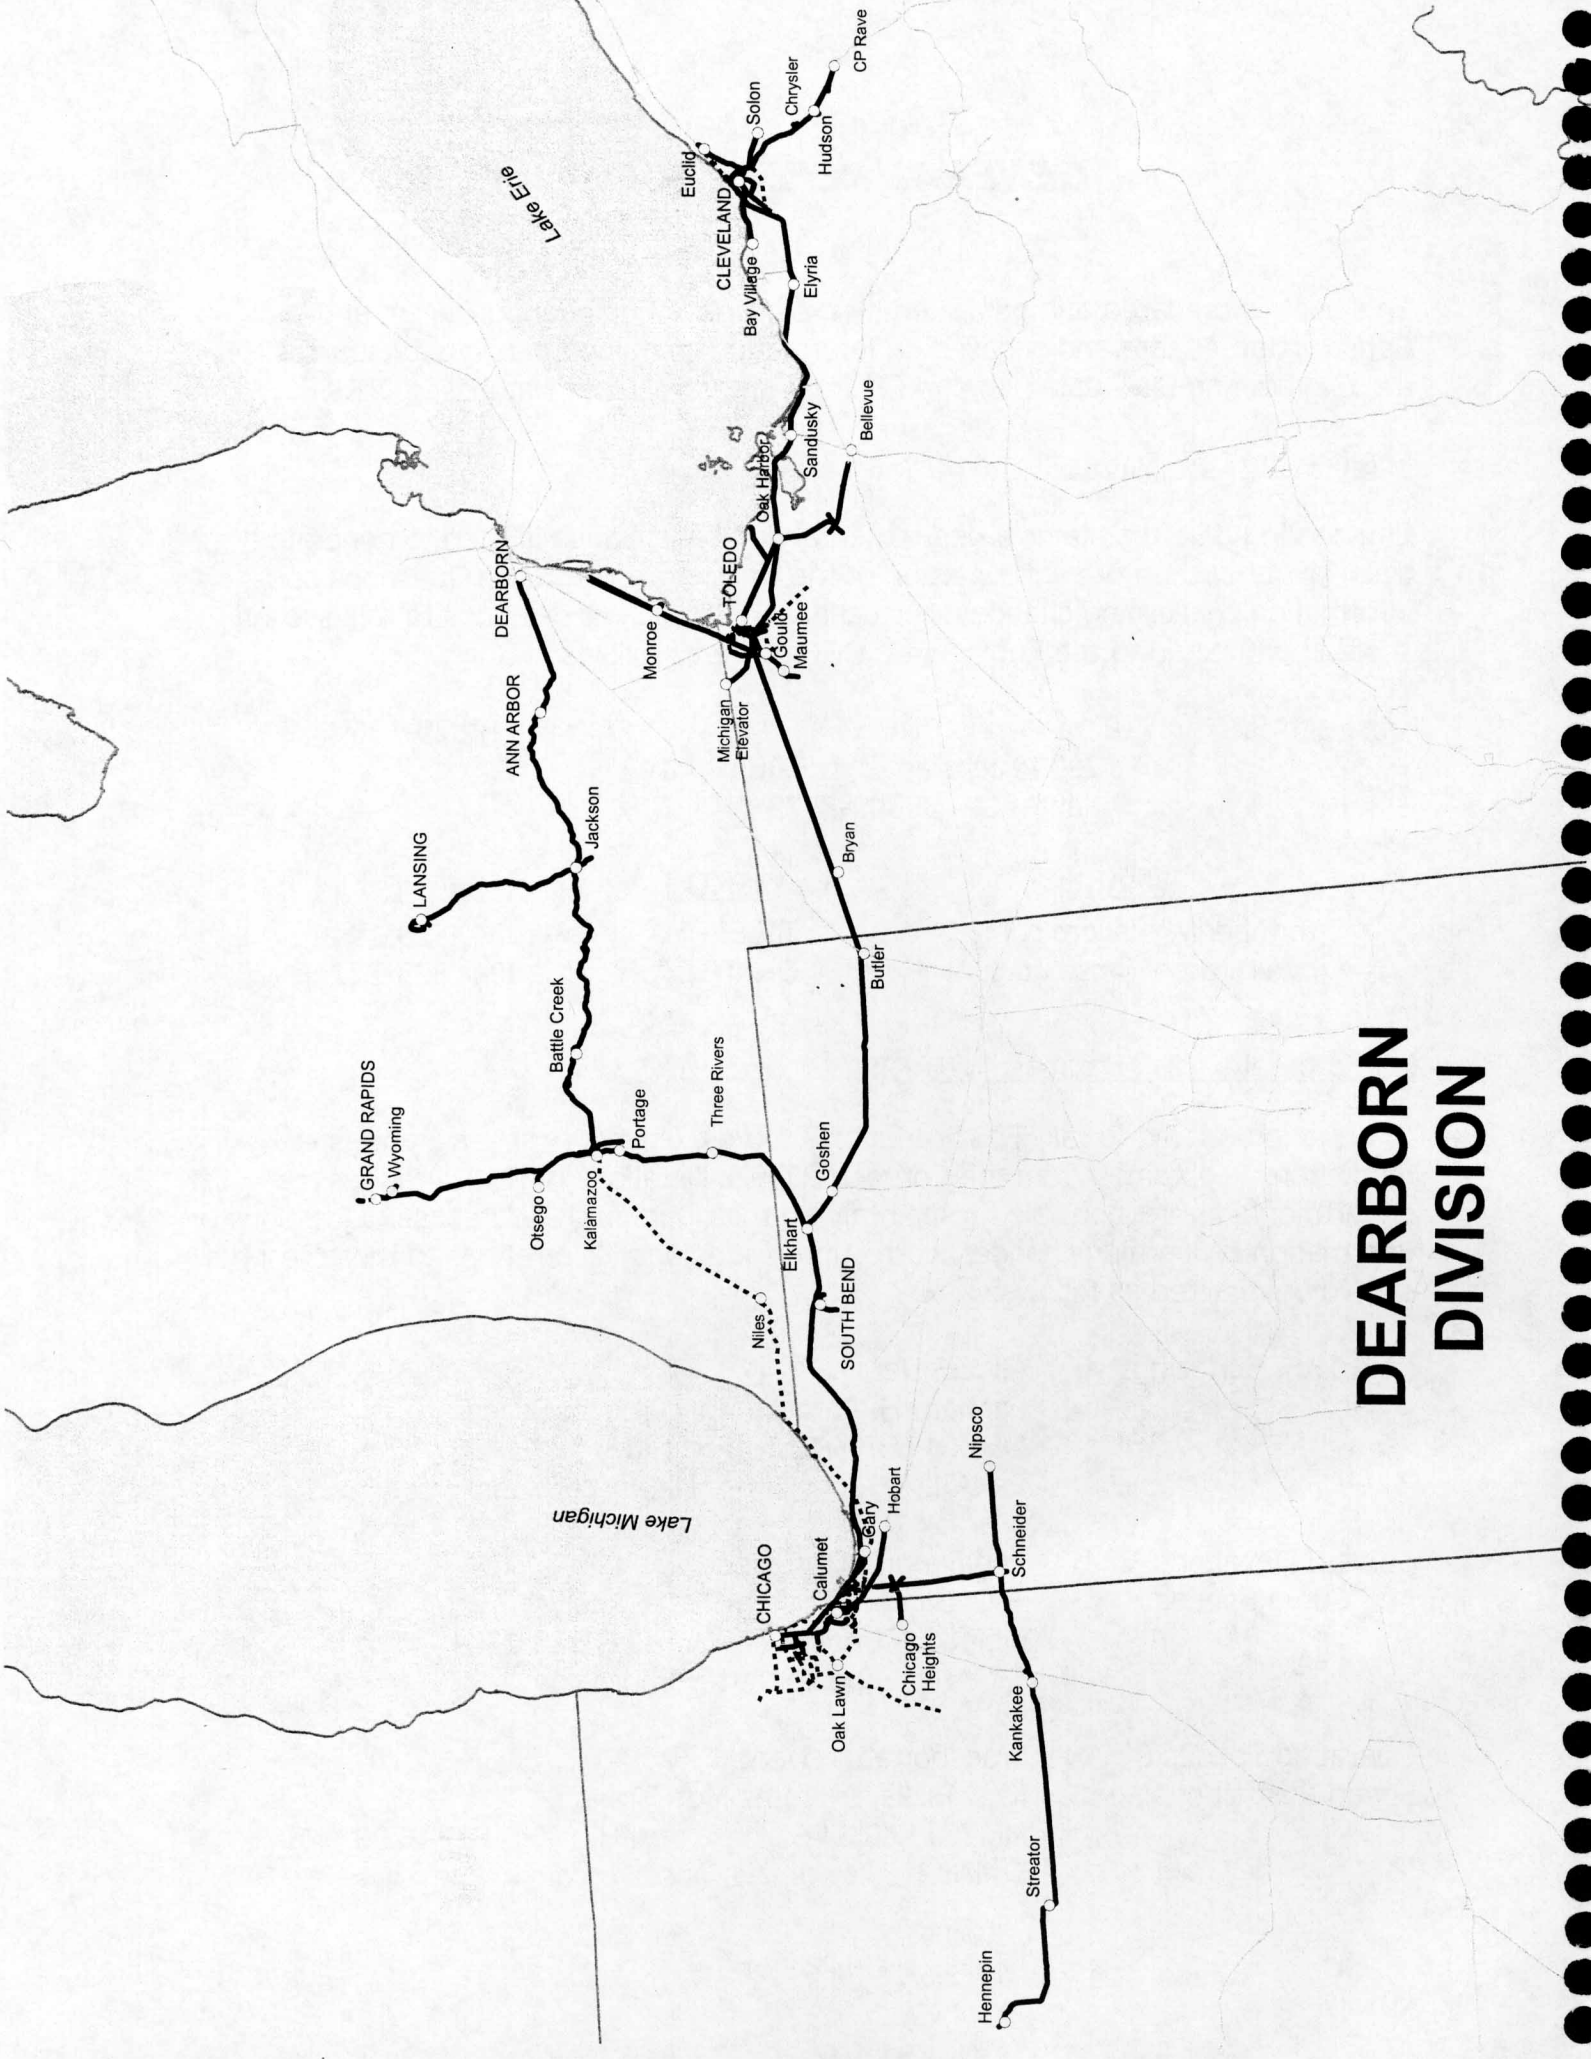 Lake Erie
Lake Michigan
GRAND RAPIDS
Wyoming
LANSING
DEARBORN
ANN ARBOR
Jackson
Battle Creek
Otsego
Kalamazoo
Portage
Three Rivers
Niles
Monroe
Michigan
Elevator
TOLEDO
Gould
Maumee
Oak Harbor
Sandusky
Bellevue
Euclid
CLEVELAND
Bay Village
Elyria
Solon
Chrysler
Hudson
CP Rave
Bryan
Butler
Goshen
Elkhart
SOUTH BEND
CHICAGO
Calumet
Gary
Hobart
Oak Lawn
Chicago
Heights
Nipsco
Schneider
Kankakee
Streator
Hennepin
DEARBORN
DIVISION